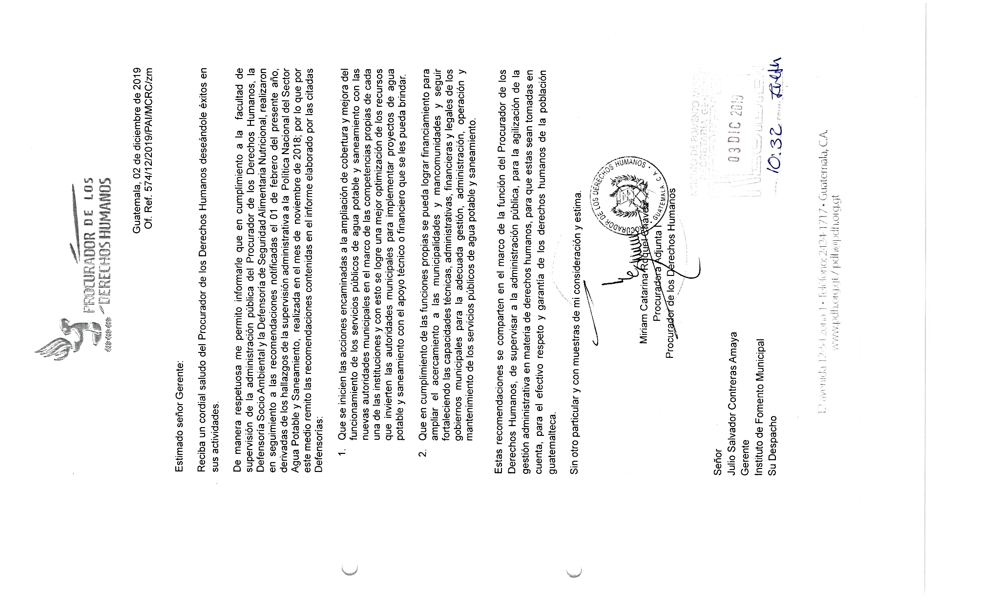 PROCURADOR DE LOS
DERECHOS HUMANOS
Guatemala, 02 de diciembre de 2019
Of. Ref. 574/12/2019/PAI/MCRC/zm
Estimado señor Gerente:
Reciba un cordial saludo del Procurador de los Derechos Humanos deseándole éxitos en
sus actividades.
De manera respetuosa me permito informarle que en cumplimiento a la facultad de
supervisión de la administración pública del Procurador de los Derechos Humanos, la
Defensoría Socio Ambiental y la Defensoría de Seguridad Alimentaria Nutricional, realizaron
en seguimiento a las recomendaciones notificadas el 01 de febrero del presente año,
derivadas de los hallazgos de la supervisión administrativa a la Política Nacional del Sector
Agua Potable y Saneamiento, realizada en el mes de noviembre de 2018; por lo que por
este medio remito las recomendaciones contenidas en el informe elaborado por las citadas
Defensorías:
1. Que se inicien las acciones encaminadas a la ampliación de cobertura y mejora del
funcionamiento de los servicios públicos de agua potable y saneamiento con las
nuevas autoridades municipales en el marco de las competencias propias de cada
una de las instituciones y con esto se logre una mejor optimización de los recursos
que invierten las autoridades municipales para implementar proyectos de agua
potable y saneamiento con el apoyo técnico o financiero que se les pueda brindar.
2. Que en cumplimiento de las funciones propias se pueda lograr financiamiento para
ampliar el acercamiento a las municipalidades y mancomunidades y seguir
fortaleciendo las capacidades técnicas, administrativas, financieras y legales de los
gobiernos municipales para la adecuada gestión, administración, operación y
mantenimiento de los servicios públicos de agua potable y saneamiento.
Estas recomendaciones se comparten en el marco de la función del Procurador de los
Derechos Humanos, de supervisar a la administración pública, para la agilización de la
gestión administrativa en materia de derechos humanos, para que estas sean tomadas en
cuenta, para el efectivo respeto y garantía de los derechos humanos de la población
guatemalteca.
Sin otro particular y con muestras de mi consideración y estima.
PROCURADOR DE LOS DERECHOS HUMANOS • GUATEMALA, C. A. •
Miriam Catarina Roquel Chávez
Procuradora Adjunta I
Procurador de los Derechos Humanos
SECRETARIA GENERAL
03 DIC 2019
10:32
Señor
Julio Salvador Contreras Amaya
Gerente
Instituto de Fomento Municipal
Su Despacho
12 avenida 12-54 zona 1 • Teléfono: 2424-1717 • Guatemala, C.A.
www.pdh.org.gt / pdh@pdh.org.gt